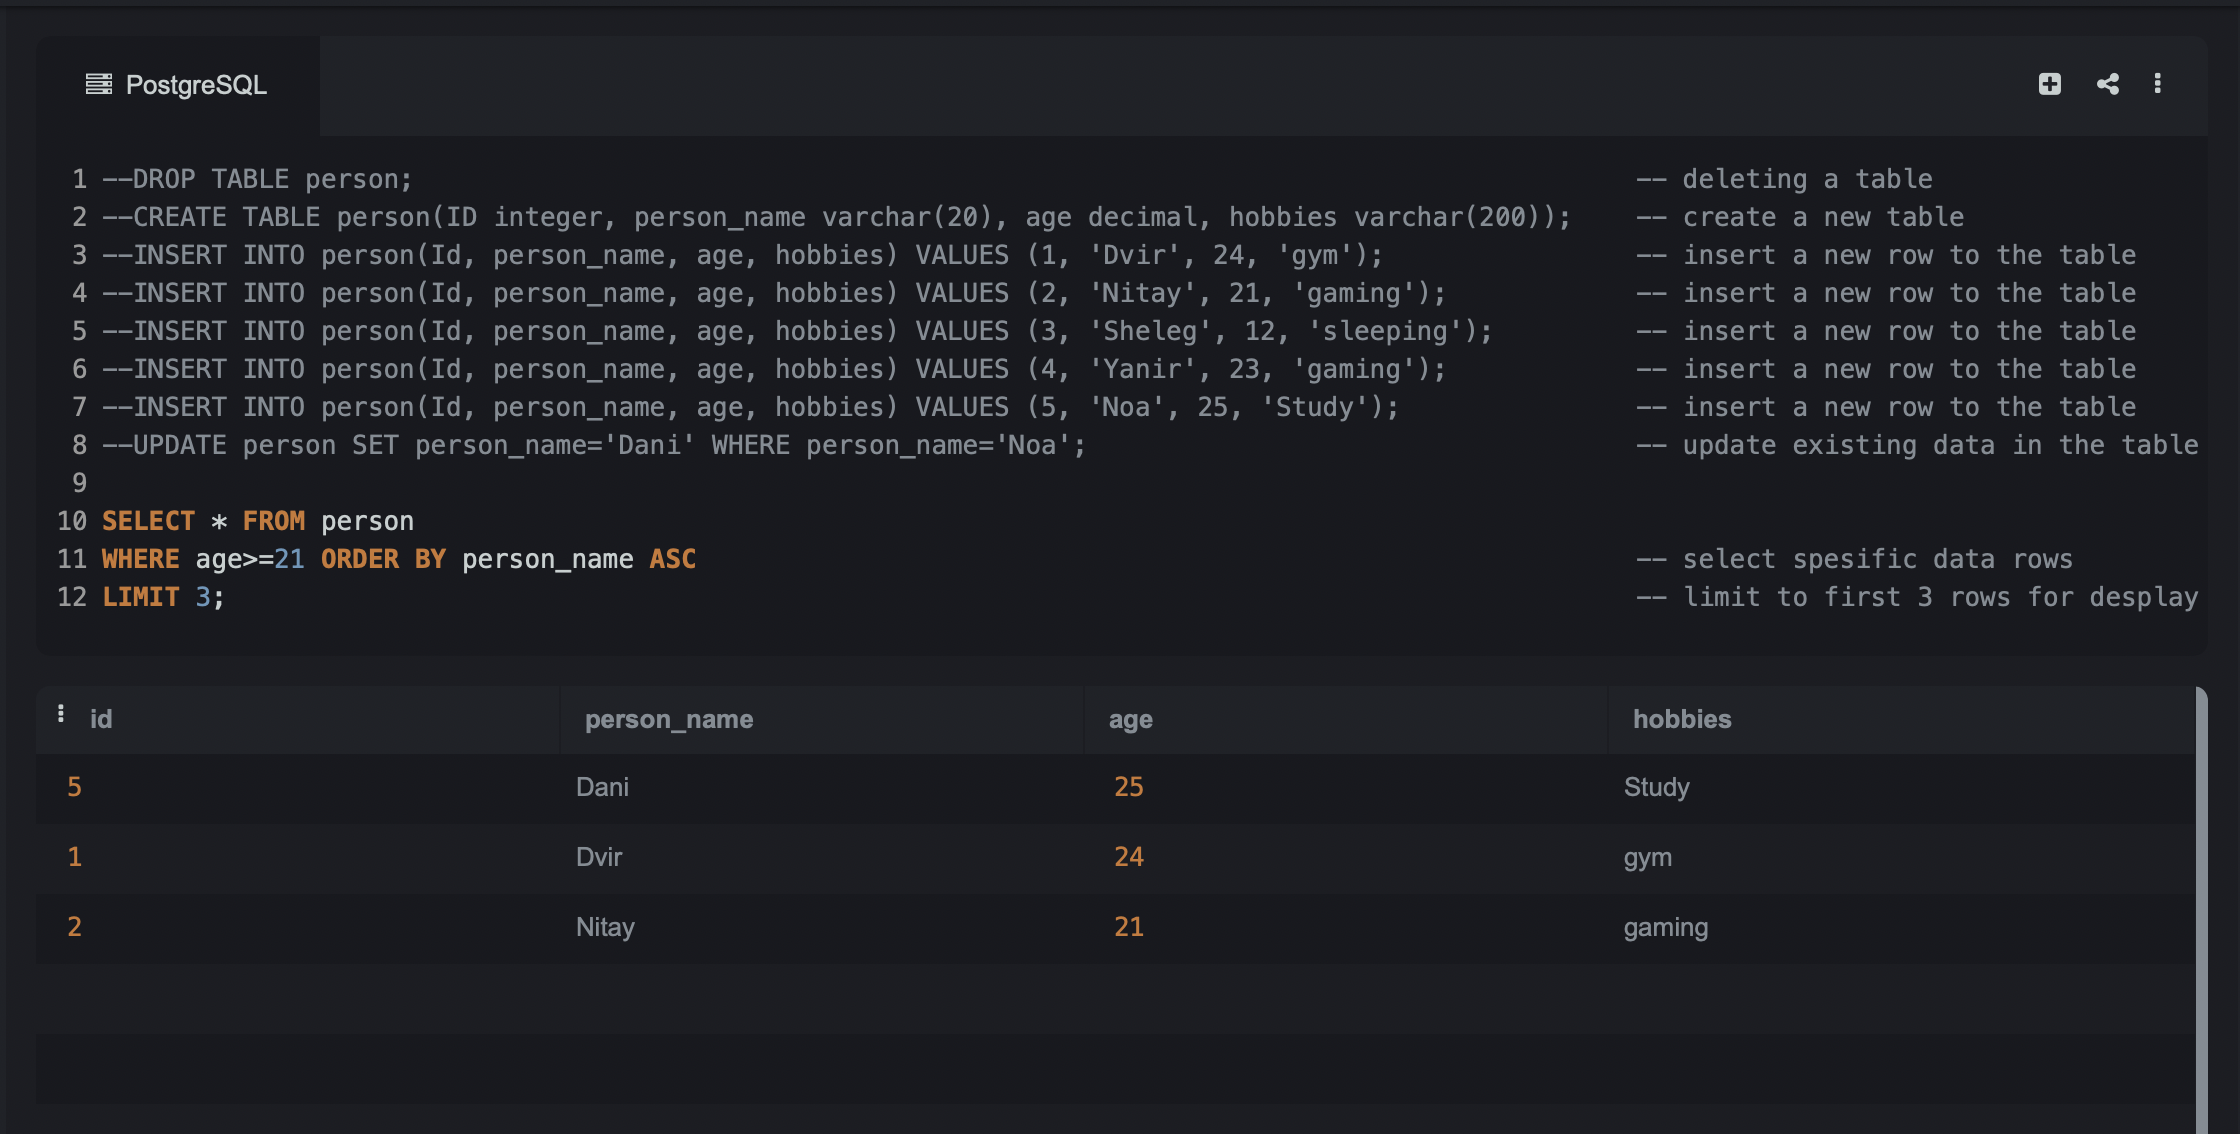 PostgreSQL
1 --DROP TABLE person; -- deleting a table
2 --CREATE TABLE person(ID integer, person_name varchar(20), age decimal, hobbies varchar(200)); -- create a new table
3 --INSERT INTO person(Id, person_name, age, hobbies) VALUES (1, 'Dvir', 24, 'gym'); -- insert a new row to the table
4 --INSERT INTO person(Id, person_name, age, hobbies) VALUES (2, 'Nitay', 21, 'gaming'); -- insert a new row to the table
5 --INSERT INTO person(Id, person_name, age, hobbies) VALUES (3, 'Sheleg', 12, 'sleeping'); -- insert a new row to the table
6 --INSERT INTO person(Id, person_name, age, hobbies) VALUES (4, 'Yanir', 23, 'gaming'); -- insert a new row to the table
7 --INSERT INTO person(Id, person_name, age, hobbies) VALUES (5, 'Noa', 25, 'Study'); -- insert a new row to the table
8 --UPDATE person SET person_name='Dani' WHERE person_name='Noa'; -- update existing data in the table
9
10 SELECT * FROM person
11 WHERE age>=21 ORDER BY person_name ASC -- select spesific data rows
12 LIMIT 3; -- limit to first 3 rows for desplay
id person_name age hobbies
5 Dani 25 Study
1 Dvir 24 gym
2 Nitay 21 gaming